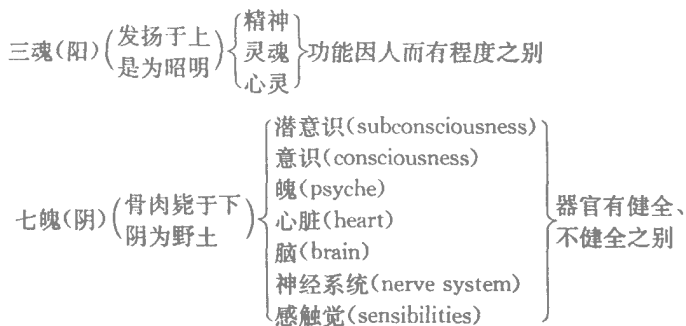 三魂(阳)(发扬于上 是为昭明){精神 灵魂 心灵}功能因人而有程度之别
七魄(阴)(骨肉毙于下 阴为野土){潜意识(subconsciousness)
意识(consciousness)
魄(psyche)
心脏(heart)
脑(brain)
神经系统(nerve system)
感触觉(sensibilities)}器官有健全、不健全之别